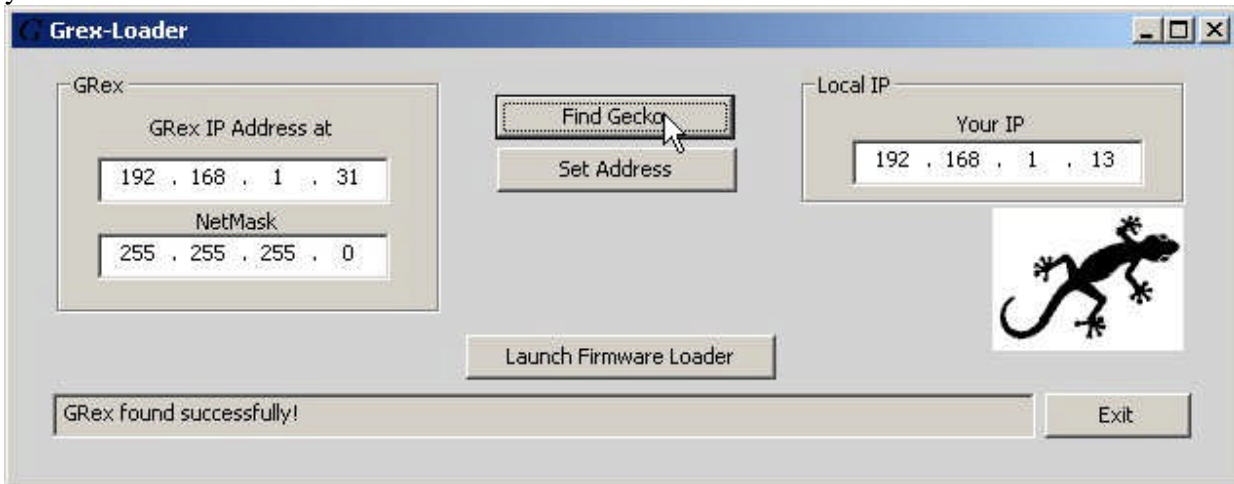 Grex-Loader
GRex
GRex IP Address at
192 . 168 . 1 . 31
NetMask
255 . 255 . 255 . 0
Find Gecko
Set Address
Local IP
Your IP
192 . 168 . 1 . 13
Launch Firmware Loader
GRex found successfully!
Exit